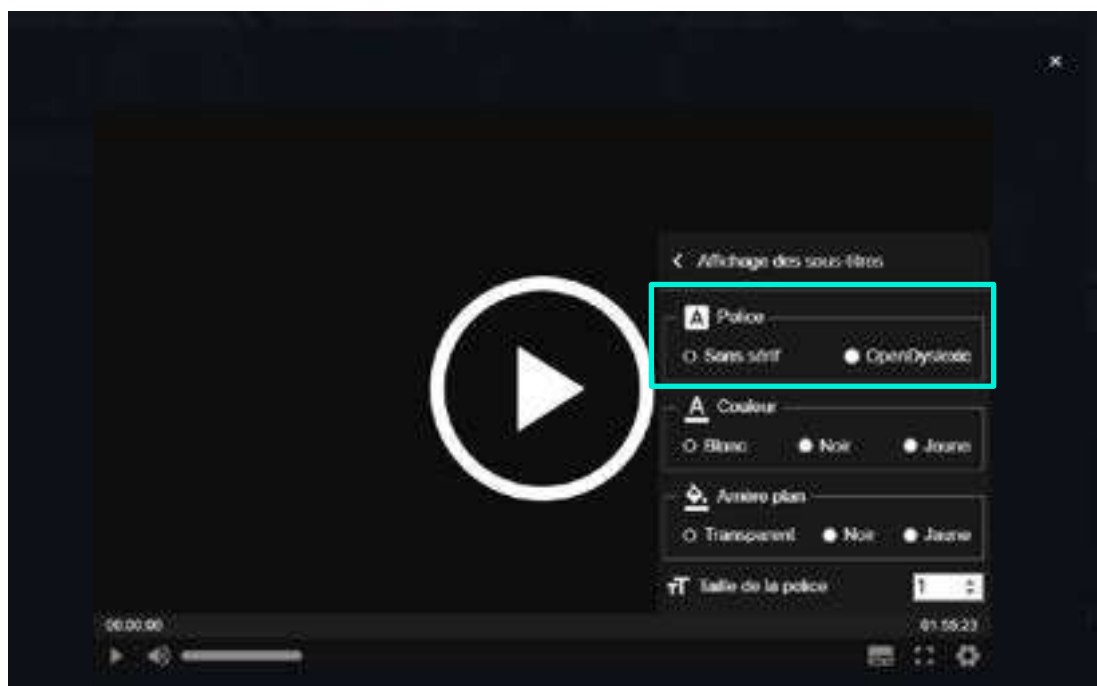 ×
< Affichage des sous-titres
A Police
Sans sérif OpenDyslexic
A Couleur
Blanc Noir Jaune
Arrière plan
Transparent Noir Jaune
TT Taille de la police 1
00:00:00 01:55:23